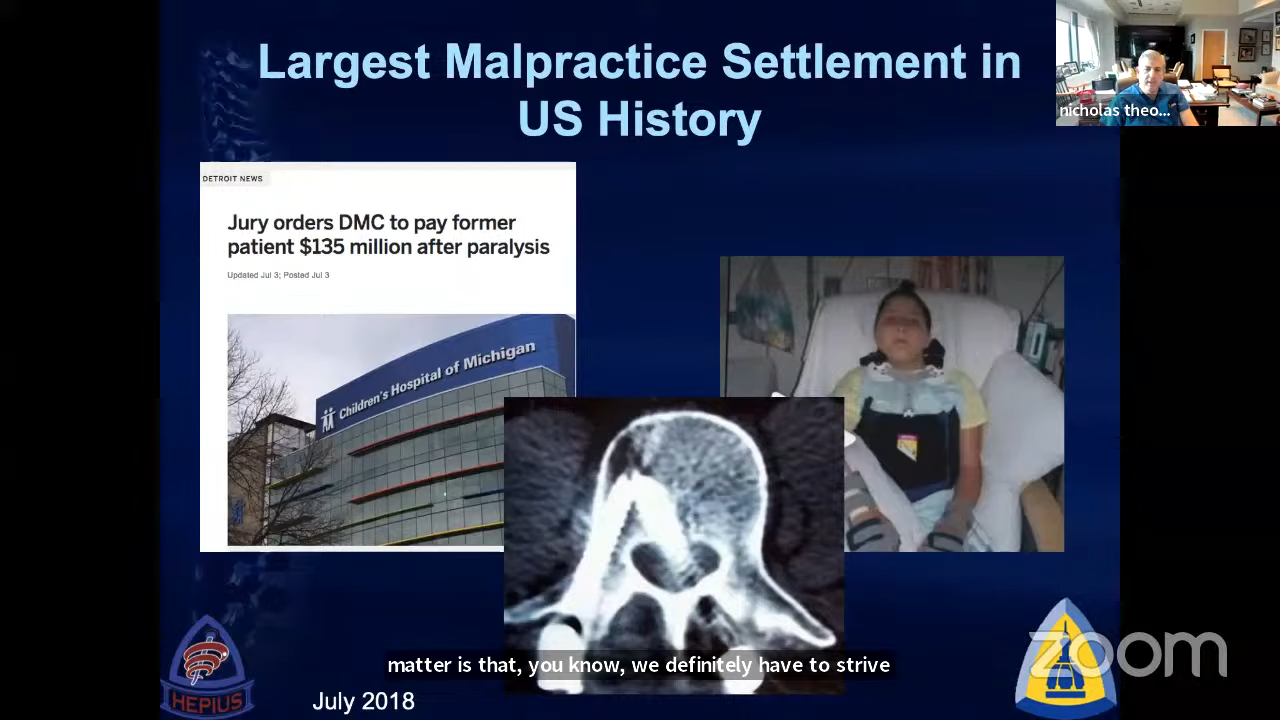 Largest Malpractice Settlement in
US History
nicholas theo...
DETROIT NEWS
Jury orders DMC to pay former
patient $135 million after paralysis
Updated Jul 3; Posted Jul 3
Children's Hospital of Michigan
matter is that, you know, we definitely have to strive
HEPIUS
July 2018
zoom